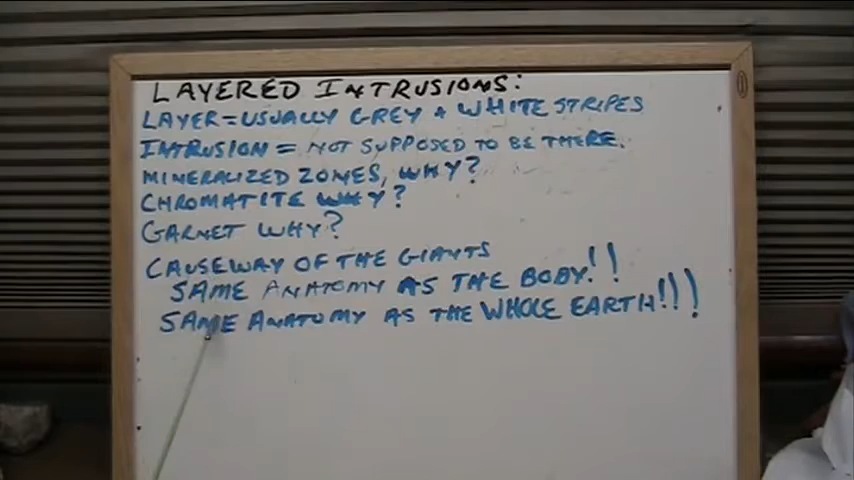 LAYERED INTRUSIONS:
LAYER = USUALLY GREY + WHITE STRIPES
INTRUSION = NOT SUPPOSED TO BE THERE.
MINERALIZED ZONES, WHY?
CHROMATITE WHY?
GARNET WHY?
CAUSEWAY OF THE GIANTS
SAME ANATOMY AS THE BODY!!
SAME ANATOMY AS THE WHOLE EARTH!!!